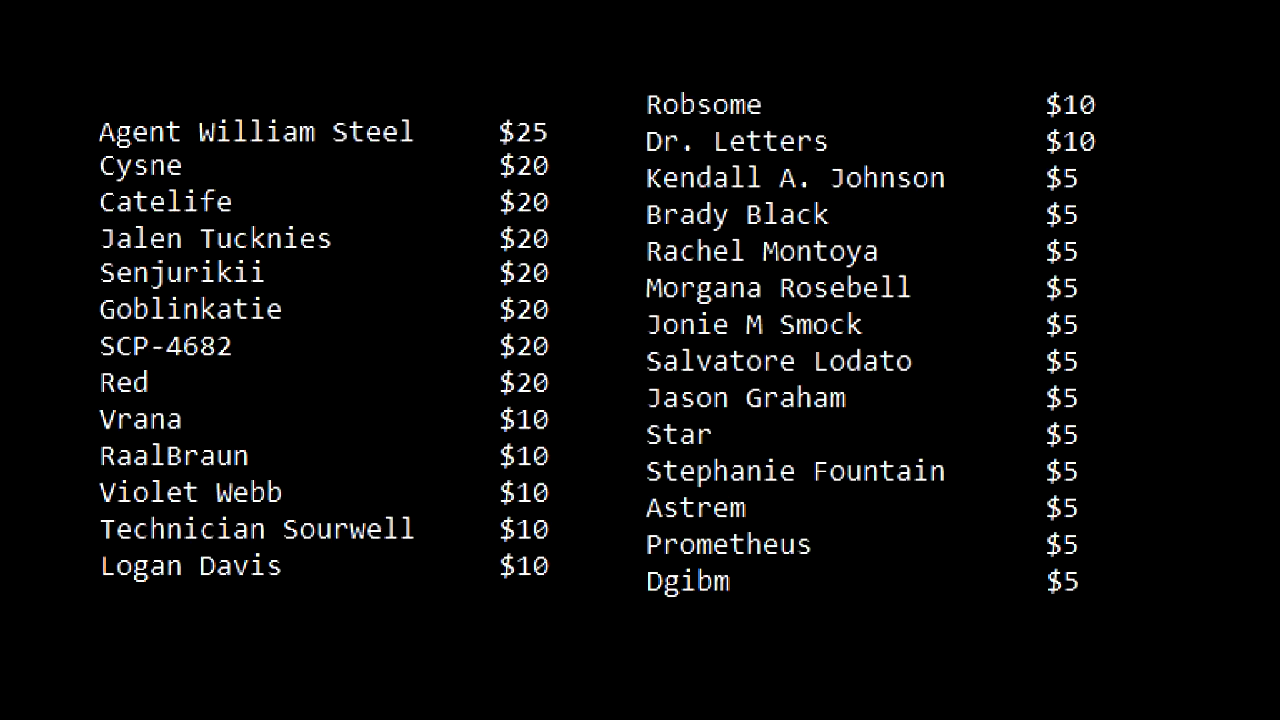 Agent William Steel $25
Cysne $20
Catelife $20
Jalen Tucknies $20
Senjurikii $20
Goblinkatie $20
SCP-4682 $20
Red $20
Vrana $10
RaalBraun $10
Violet Webb $10
Technician Sourwell $10
Logan Davis $10
Robsome $10
Dr. Letters $10
Kendall A. Johnson $5
Brady Black $5
Rachel Montoya $5
Morgana Rosebell $5
Jonie M Smock $5
Salvatore Lodato $5
Jason Graham $5
Star $5
Stephanie Fountain $5
Astrem $5
Prometheus $5
Dgibm $5